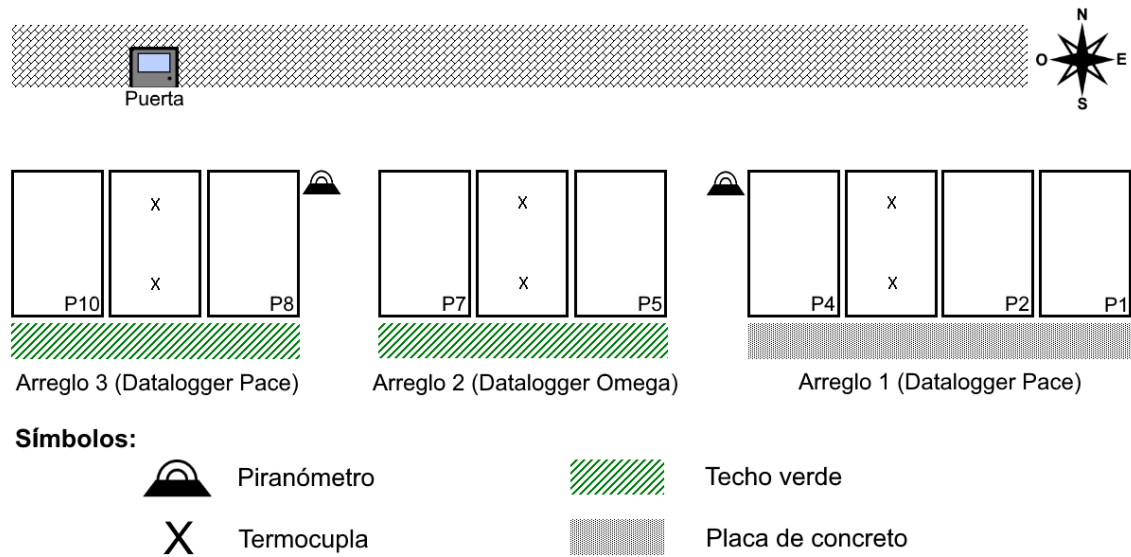 N
O E
S
Puerta
P10 P8 P7 P5 P4 P2 P1
Arreglo 3 (Datalogger Pace) Arreglo 2 (Datalogger Omega) Arreglo 1 (Datalogger Pace)
Símbolos:
Piranómetro Techo verde
X Termocupla Placa de concreto